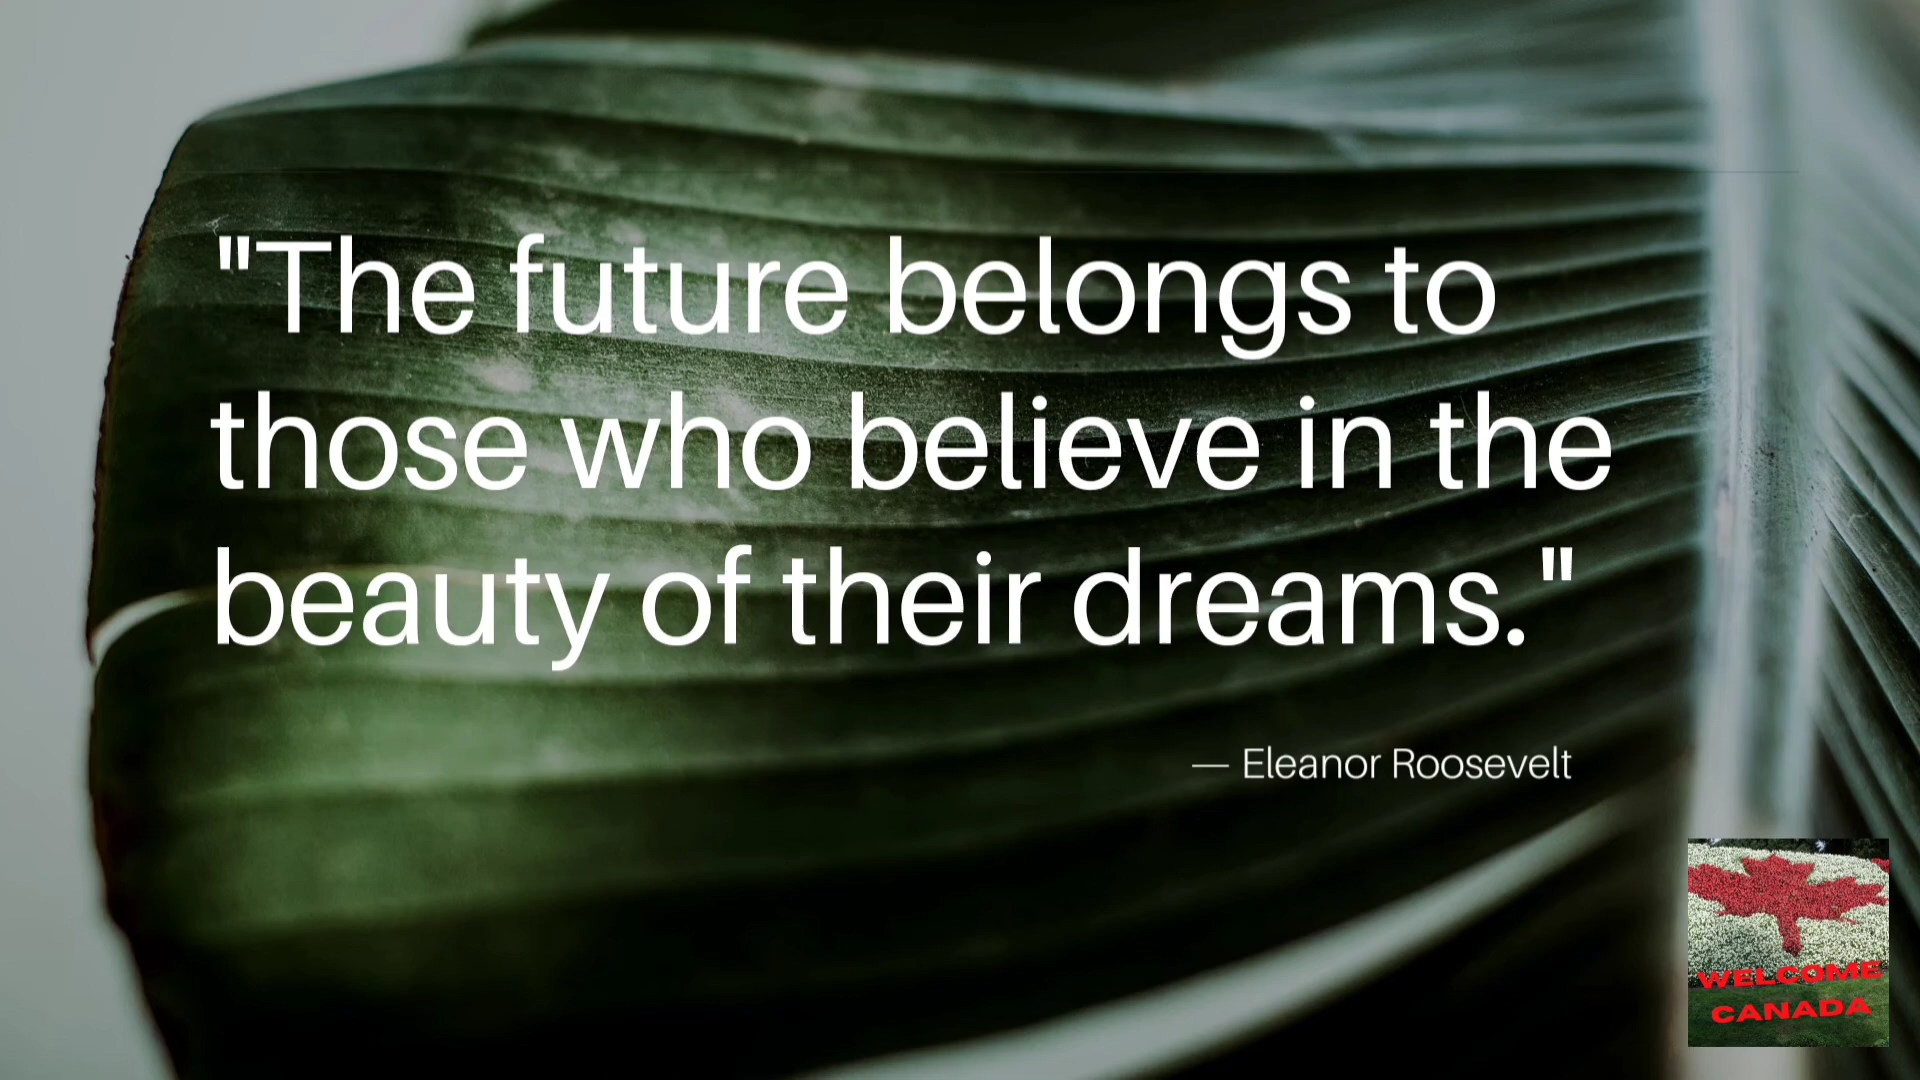 "The future belongs to
those who believe in the
beauty of their dreams."
— Eleanor Roosevelt
WELCOME
CANADA